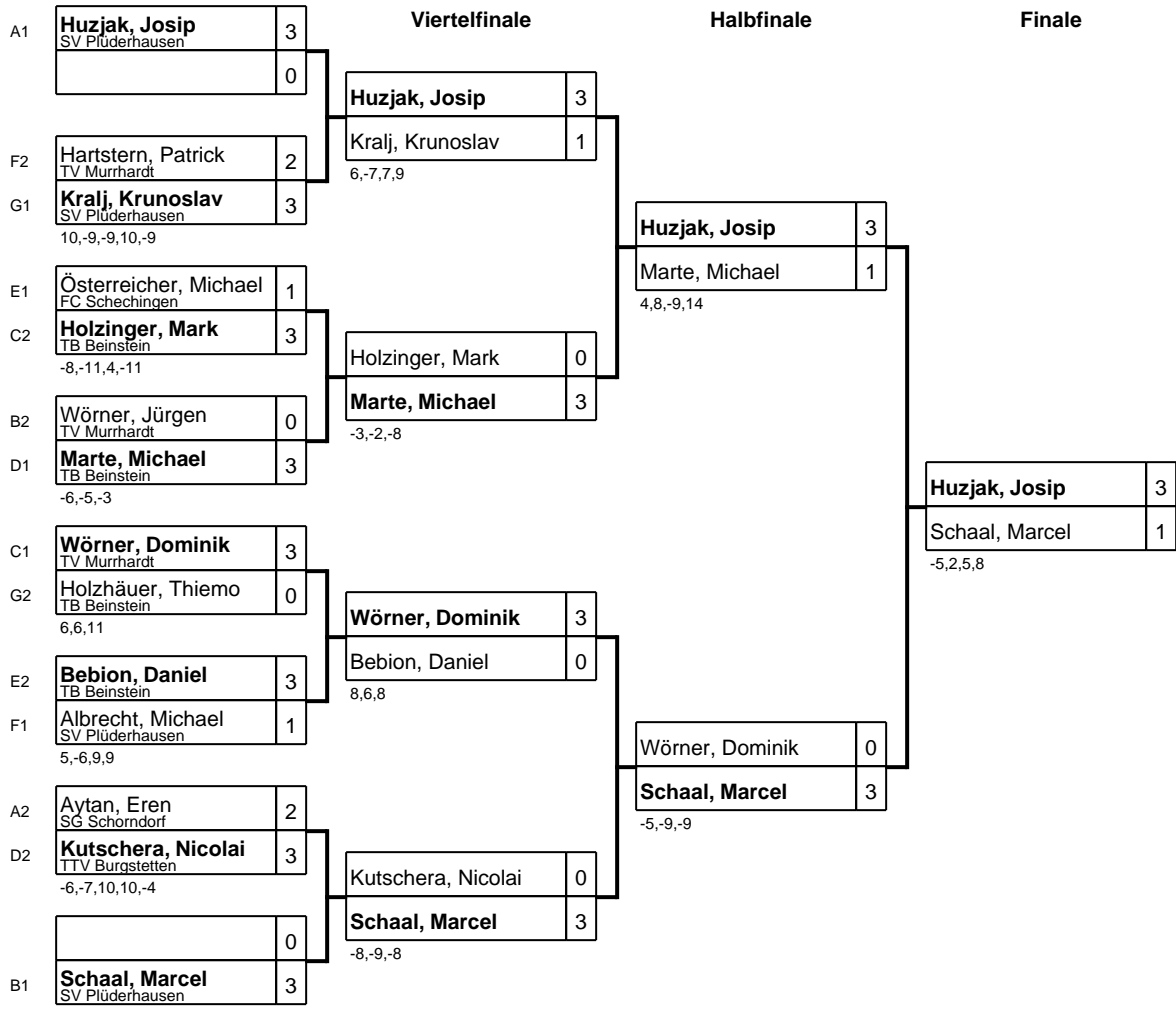 Viertelfinale Halbfinale Finale
A1 Huzjak, Josip 3
SV Plüderhausen
0
F2 Hartstern, Patrick 2
TV Murrhardt
G1 Kralj, Krunoslav 3
SV Plüderhausen
10,-9,-9,10,-9
E1 Österreicher, Michael 1
FC Schechingen
C2 Holzinger, Mark 3
TB Beinstein
-8,-11,4,-11
B2 Wörner, Jürgen 0
TV Murrhardt
D1 Marte, Michael 3
TB Beinstein
-6,-5,-3
C1 Wörner, Dominik 3
TV Murrhardt
G2 Holzhäuer, Thiemo 0
TB Beinstein
6,6,11
E2 Bebion, Daniel 3
TB Beinstein
F1 Albrecht, Michael 1
SV Plüderhausen
5,-6,9,9
A2 Aytan, Eren 2
SG Schorndorf
D2 Kutschera, Nicolai 3
TTV Burgstetten
-6,-7,10,10,-4
0
B1 Schaal, Marcel 3
SV Plüderhausen
Huzjak, Josip 3
Kralj, Krunoslav 1
6,-7,7,9
Holzinger, Mark 0
Marte, Michael 3
-3,-2,-8
Wörner, Dominik 3
Bebion, Daniel 0
8,6,8
Kutschera, Nicolai 0
Schaal, Marcel 3
-8,-9,-8
Huzjak, Josip 3
Marte, Michael 1
4,8,-9,14
Wörner, Dominik 0
Schaal, Marcel 3
-5,-9,-9
Huzjak, Josip 3
Schaal, Marcel 1
-5,2,5,8